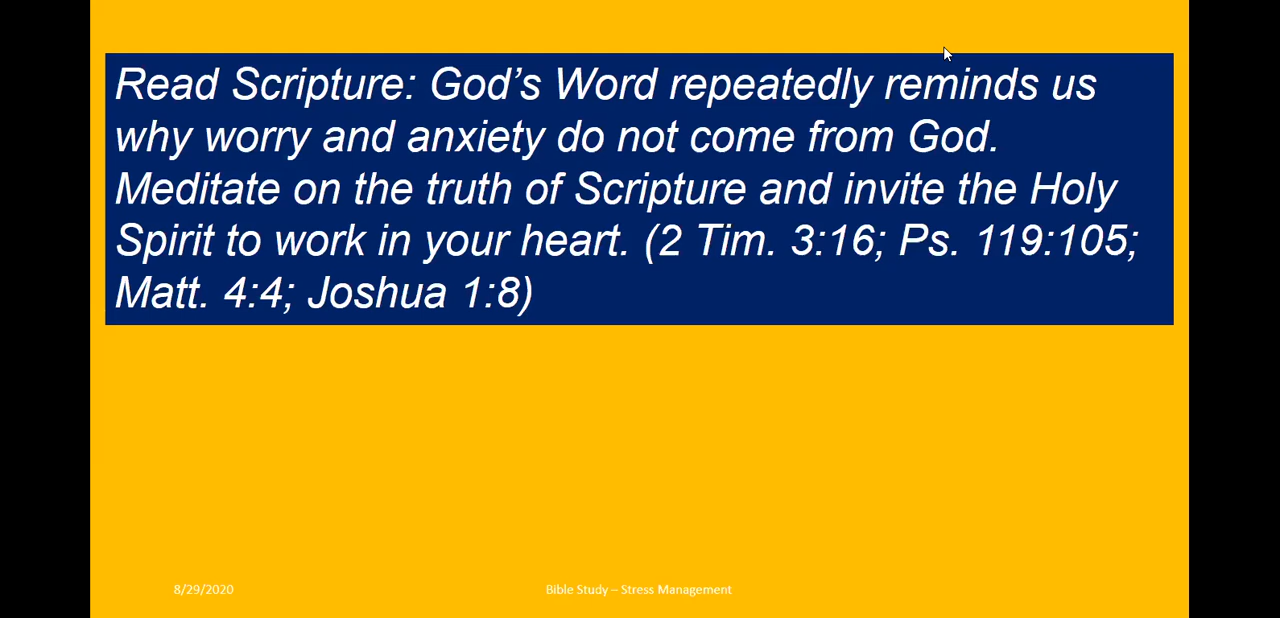 Read Scripture: God’s Word repeatedly reminds us
why worry and anxiety do not come from God.
Meditate on the truth of Scripture and invite the Holy
Spirit to work in your heart. (2 Tim. 3:16; Ps. 119:105;
Matt. 4:4; Joshua 1:8)
8/29/2020
Bible Study – Stress Management